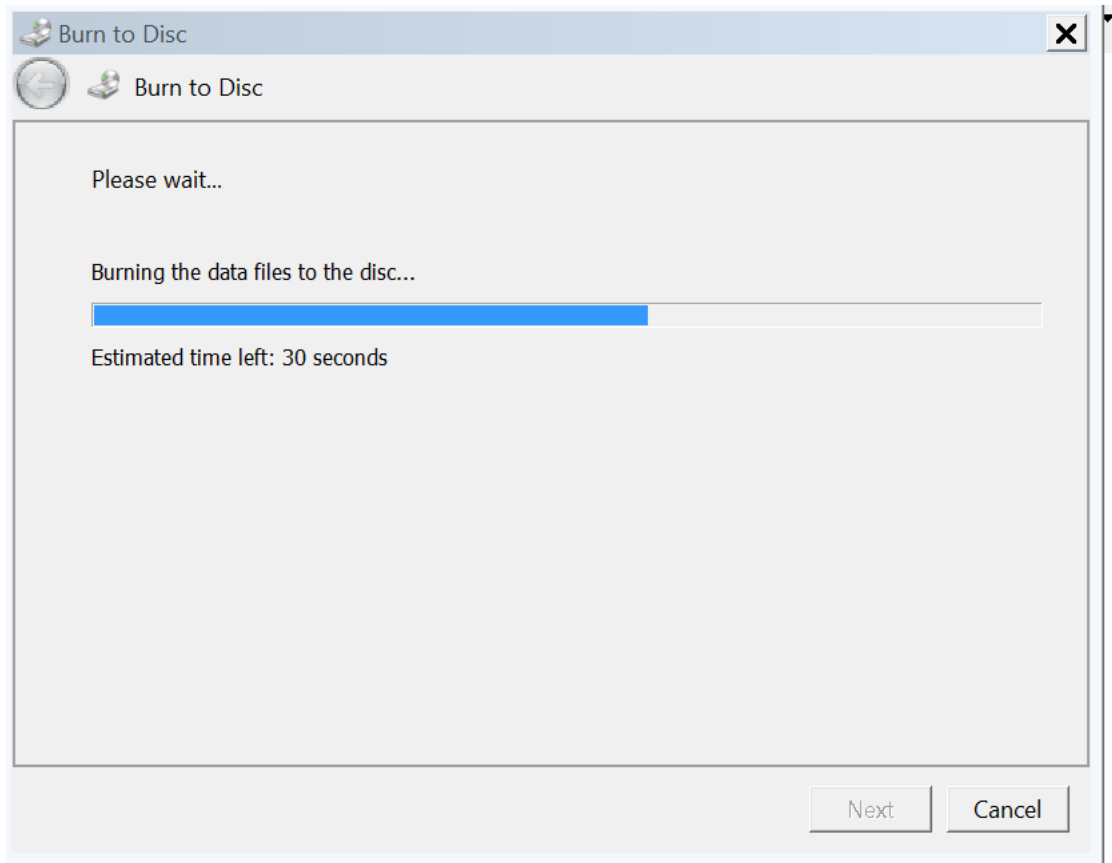 Burn to Disc
Burn to Disc
Please wait...
Burning the data files to the disc...
Estimated time left: 30 seconds
Next Cancel